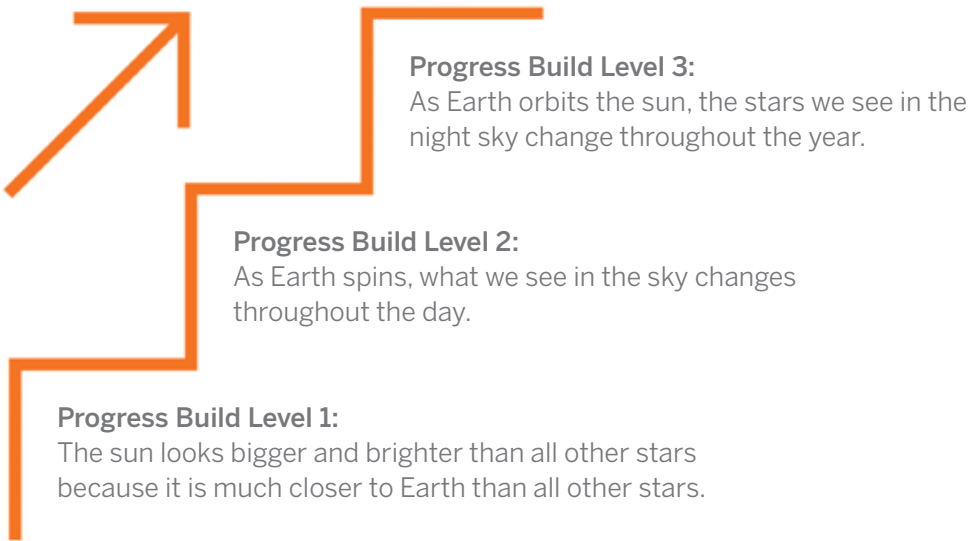 Progress Build Level 3:
As Earth orbits the sun, the stars we see in the
night sky change throughout the year.
Progress Build Level 2:
As Earth spins, what we see in the sky changes
throughout the day.
Progress Build Level 1:
The sun looks bigger and brighter than all other stars
because it is much closer to Earth than all other stars.